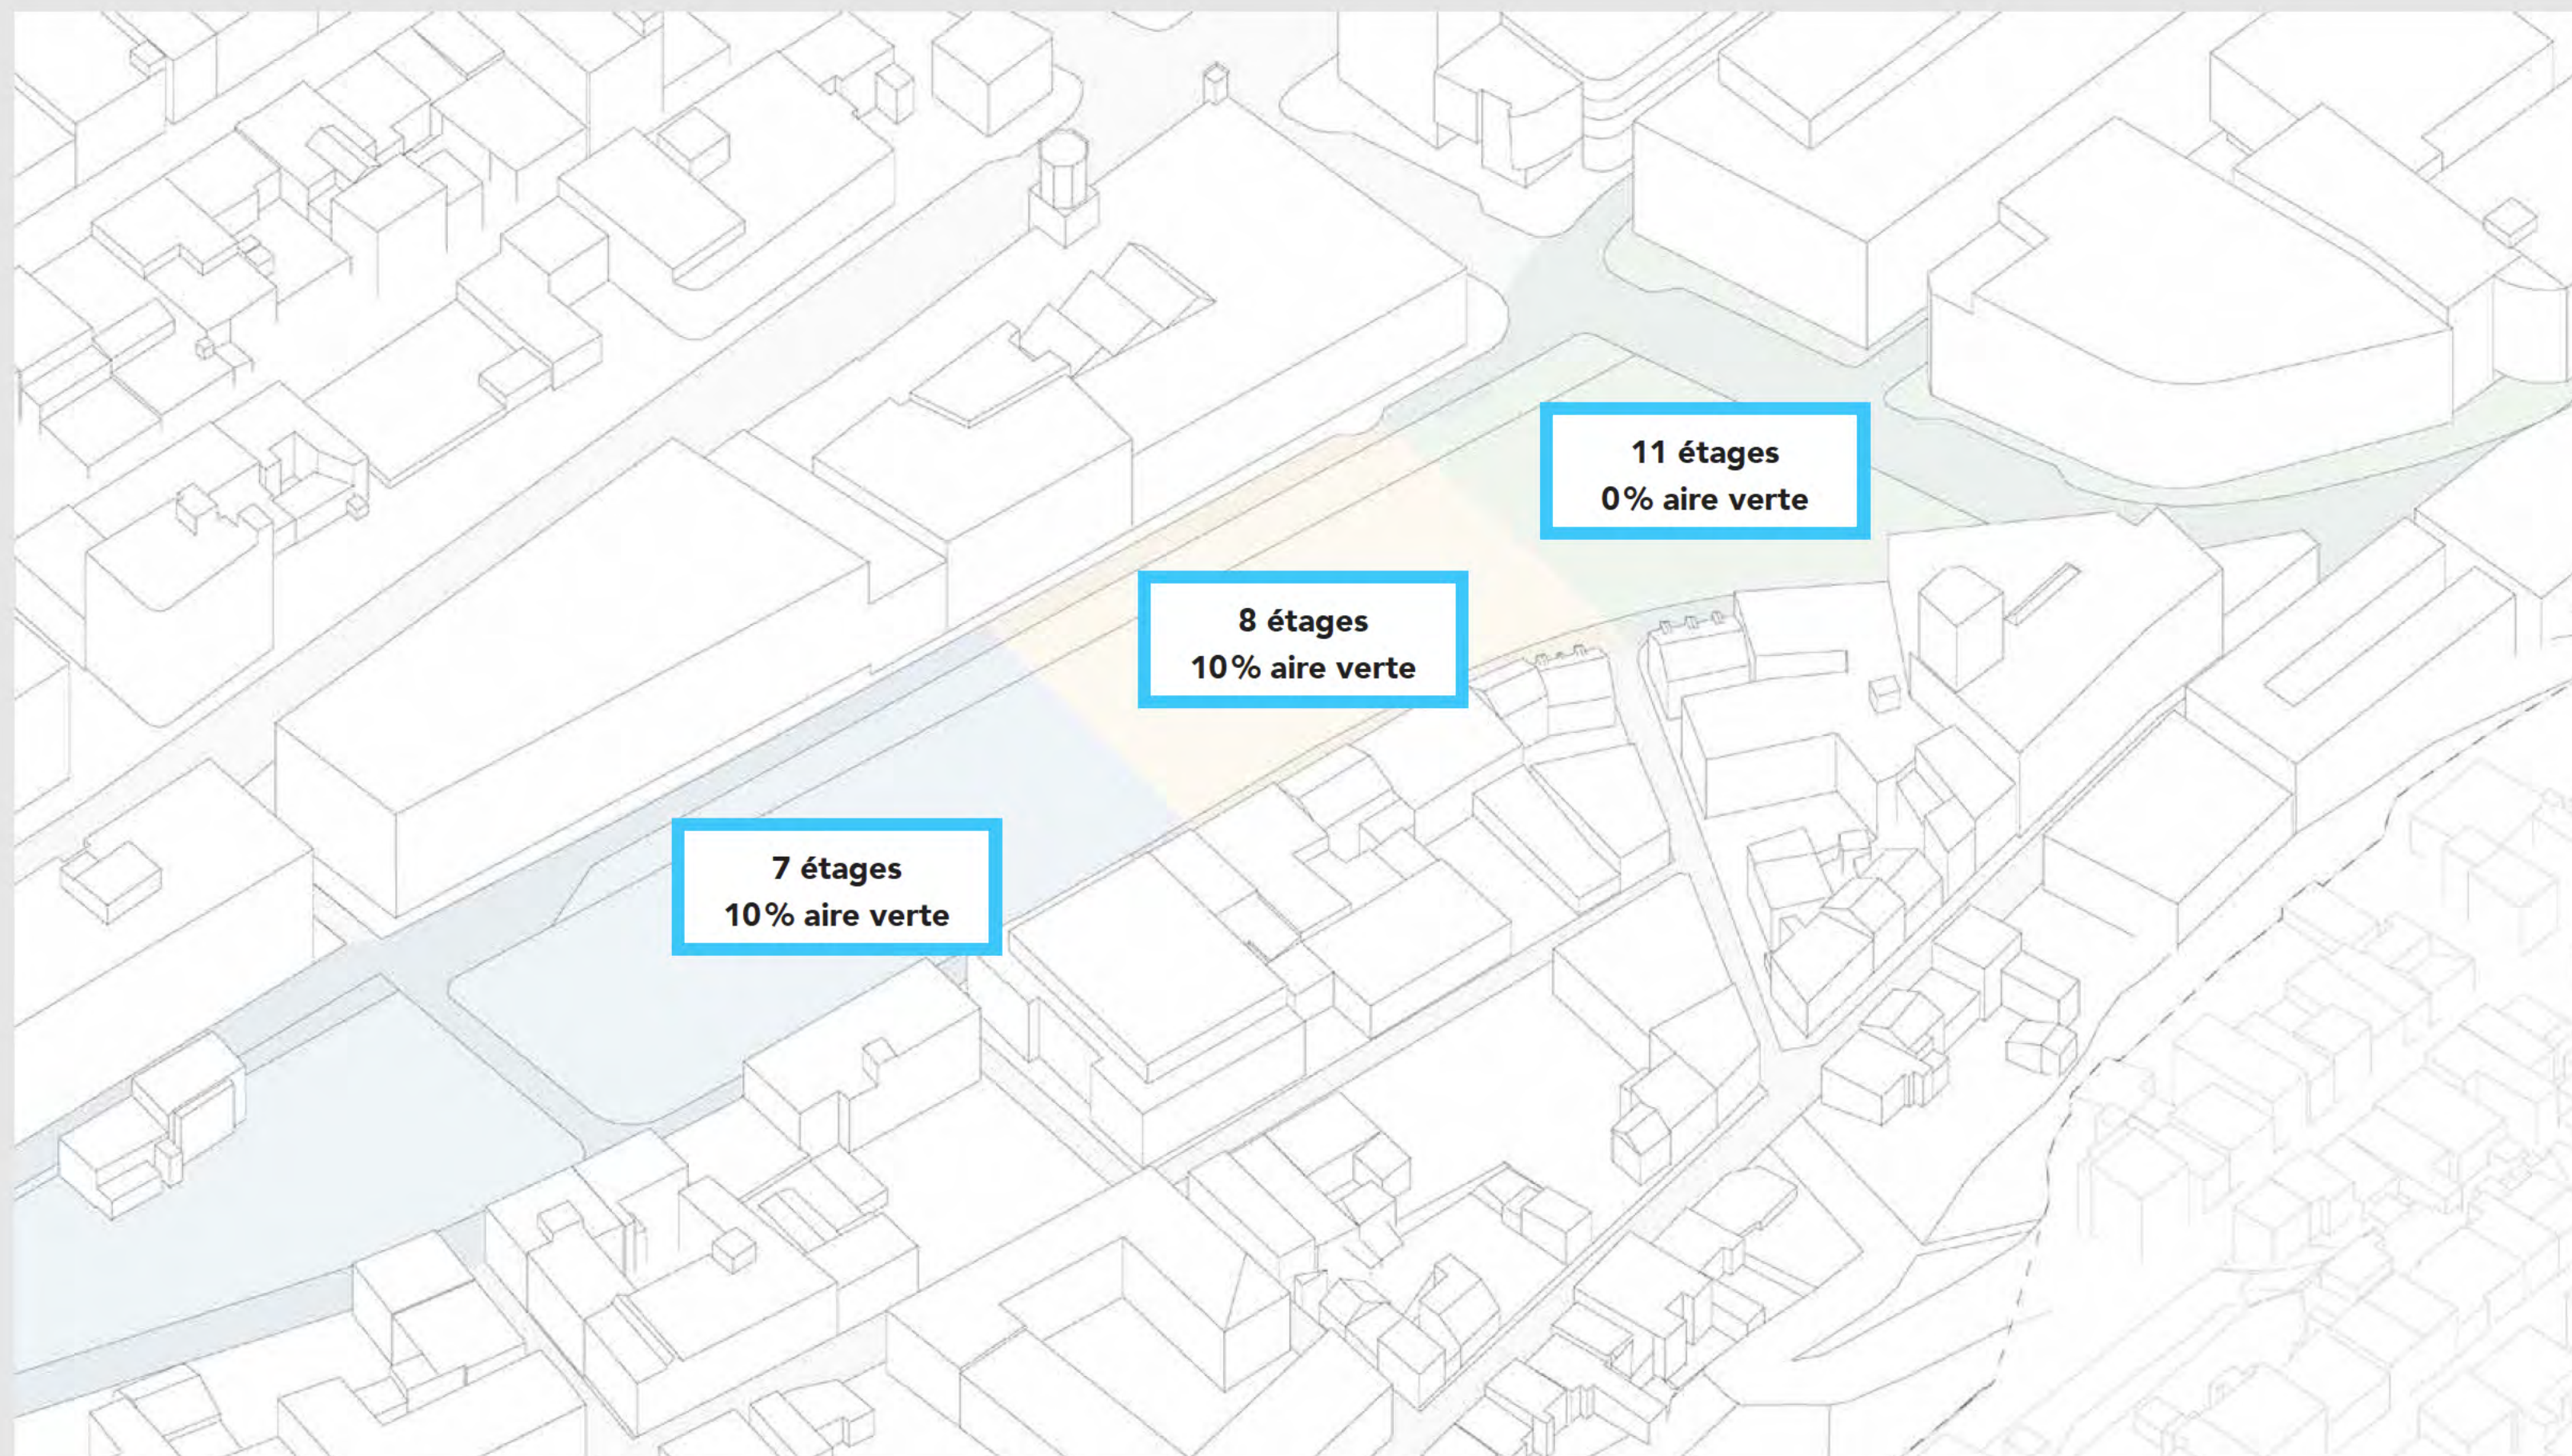 11 étages
0% aire verte
8 étages
10% aire verte
7 étages
10% aire verte